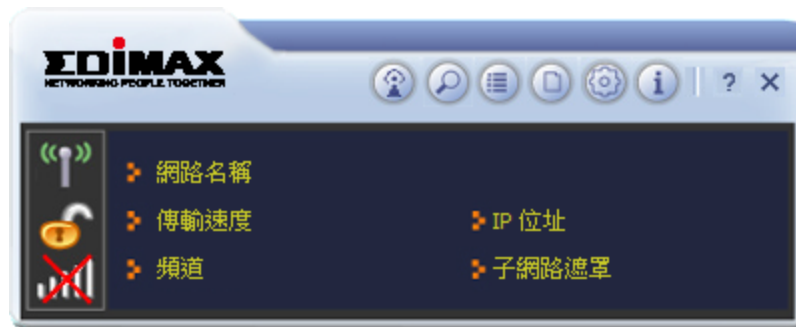 EDIMAX
NETWORKING PEOPLE TOGETHER
i ?
網路名稱
傳輸速度
IP 位址
頻道
子網路遮罩